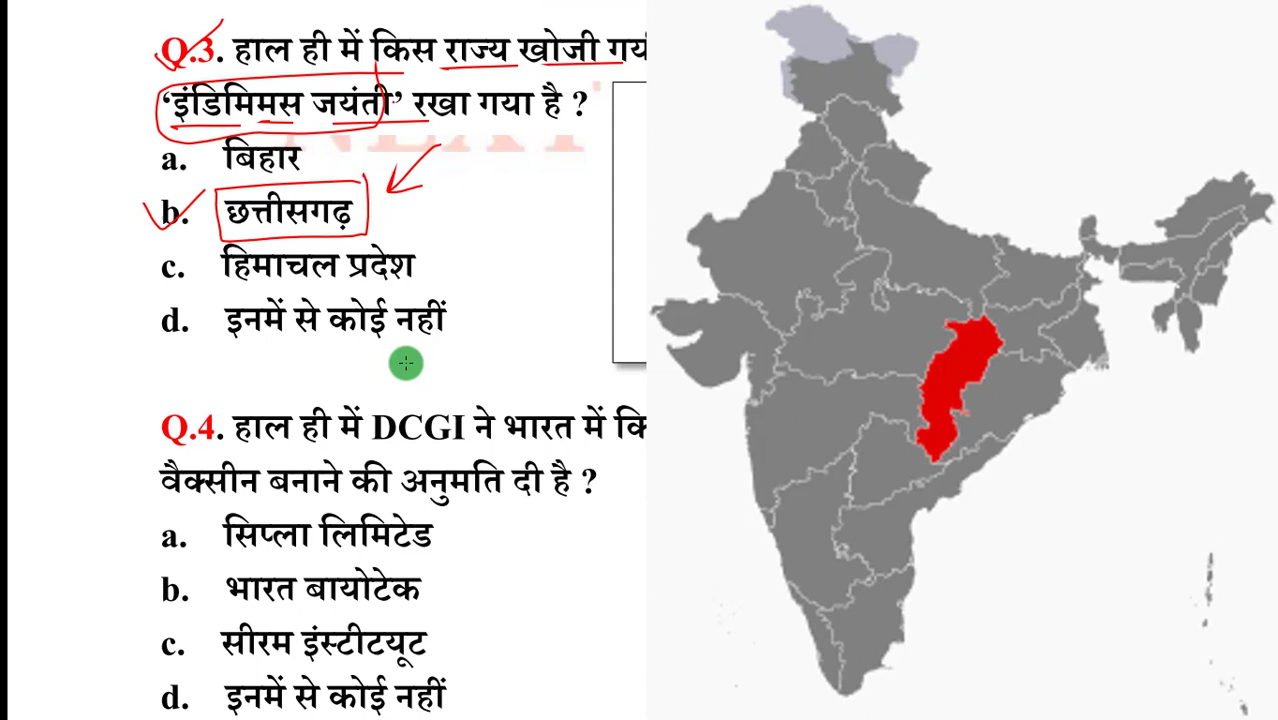 Q.3. हाल ही में किस राज्य खोजी गयी
‘इंडिमिमस जयंती’ रखा गया है ?
a. बिहार
b. छत्तीसगढ़
c. हिमाचल प्रदेश
d. इनमें से कोई नहीं
Q.4. हाल ही में DCGI ने भारत में
वैक्सीन बनाने की अनुमति दी है ?
a. सिप्ला लिमिटेड
b. भारत बायोटेक
c. सीरम इंस्टीटयूट
d. इनमें से कोई नहीं